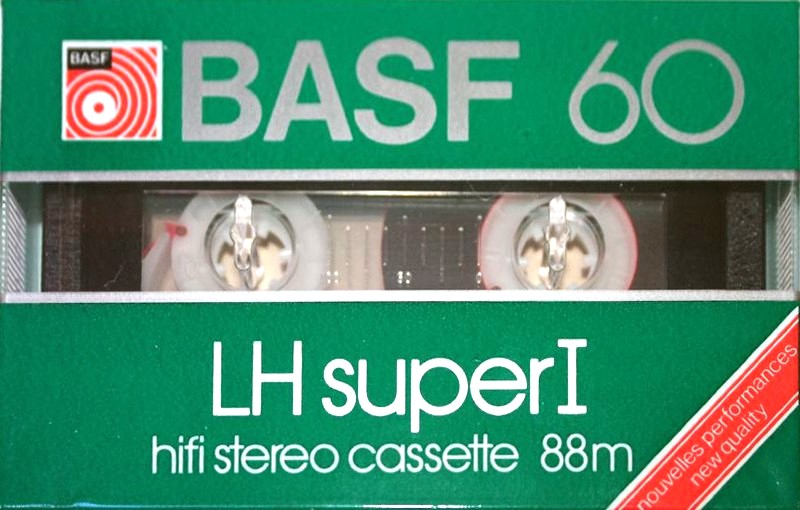 BASF
BASF 60
LH super I
hifi stereo cassette 88m
nouvelles performances
new quality